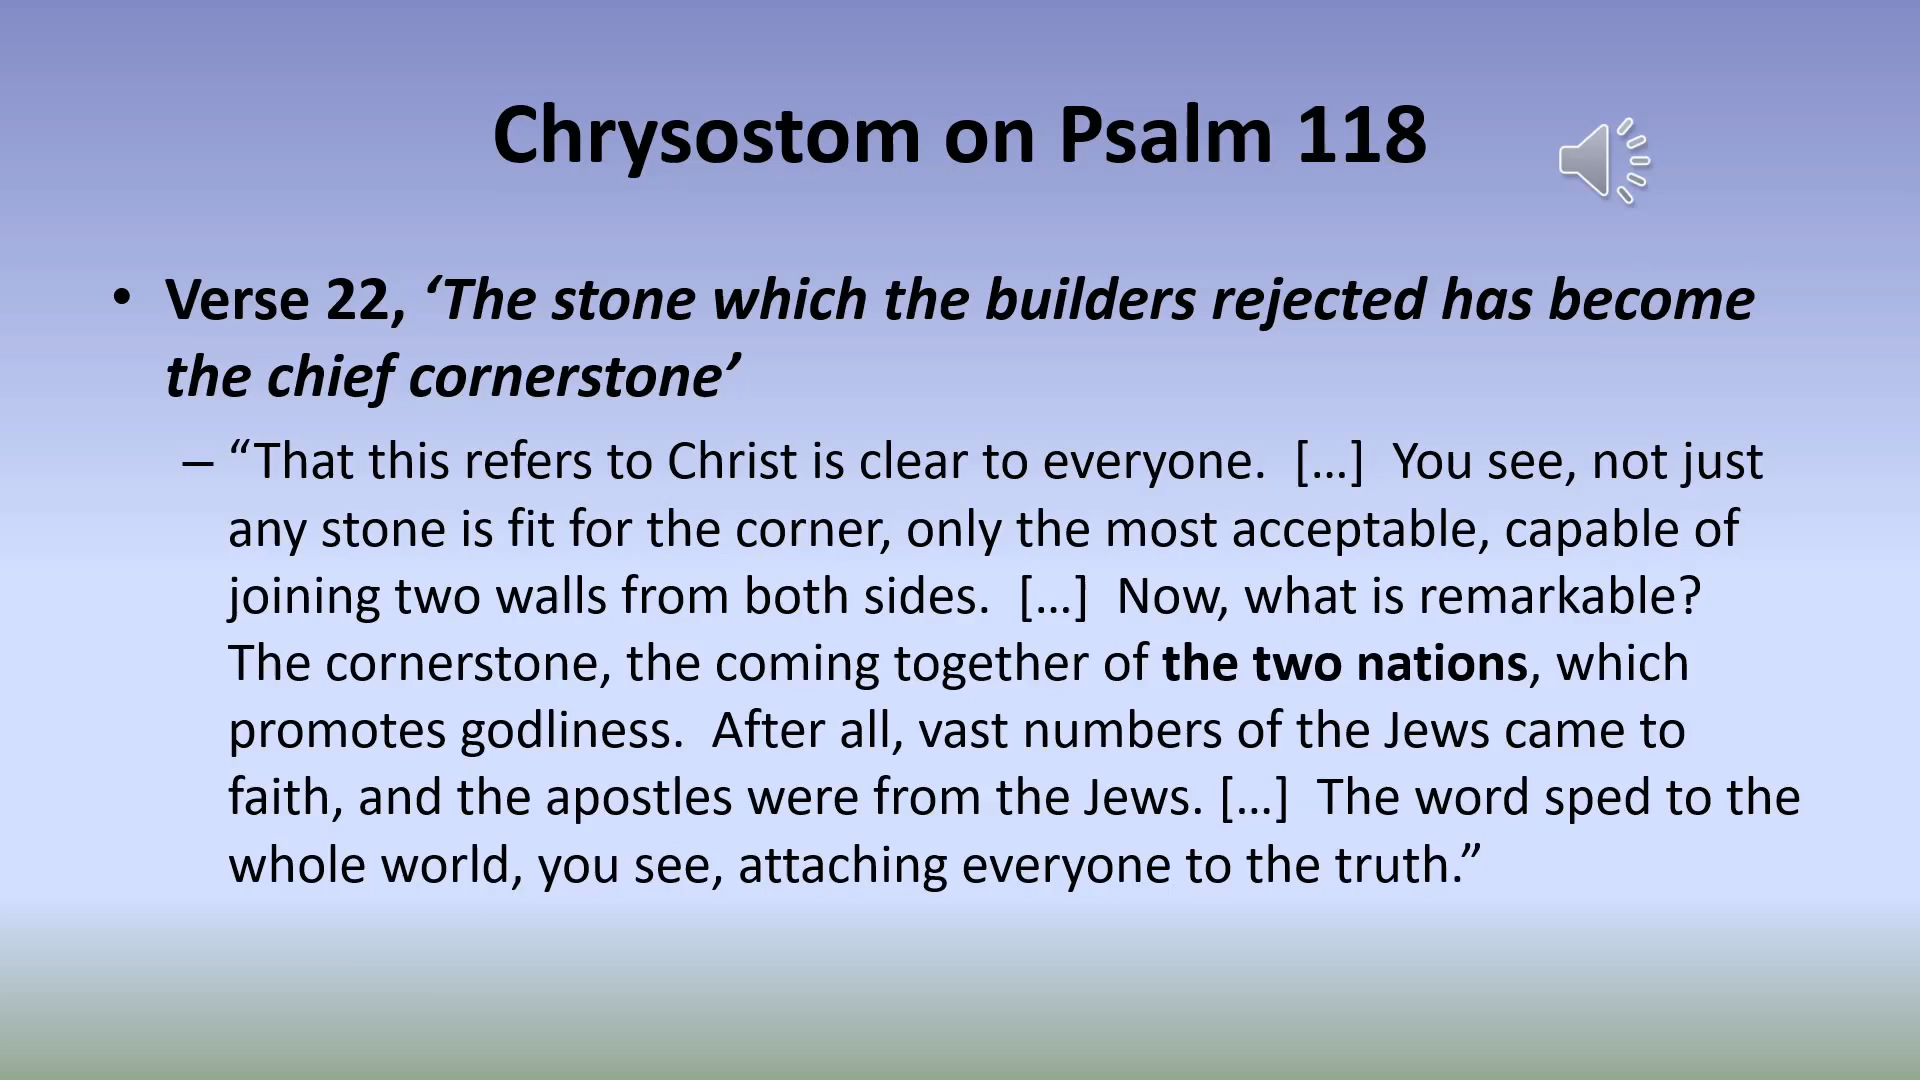 Chrysostom on Psalm 118
• Verse 22, ‘The stone which the builders rejected has become
the chief cornerstone’
– “That this refers to Christ is clear to everyone.  […]  You see, not just
any stone is fit for the corner, only the most acceptable, capable of
joining two walls from both sides.  […]  Now, what is remarkable?
The cornerstone, the coming together of the two nations, which
promotes godliness.  After all, vast numbers of the Jews came to
faith, and the apostles were from the Jews. […]  The word sped to the
whole world, you see, attaching everyone to the truth.”